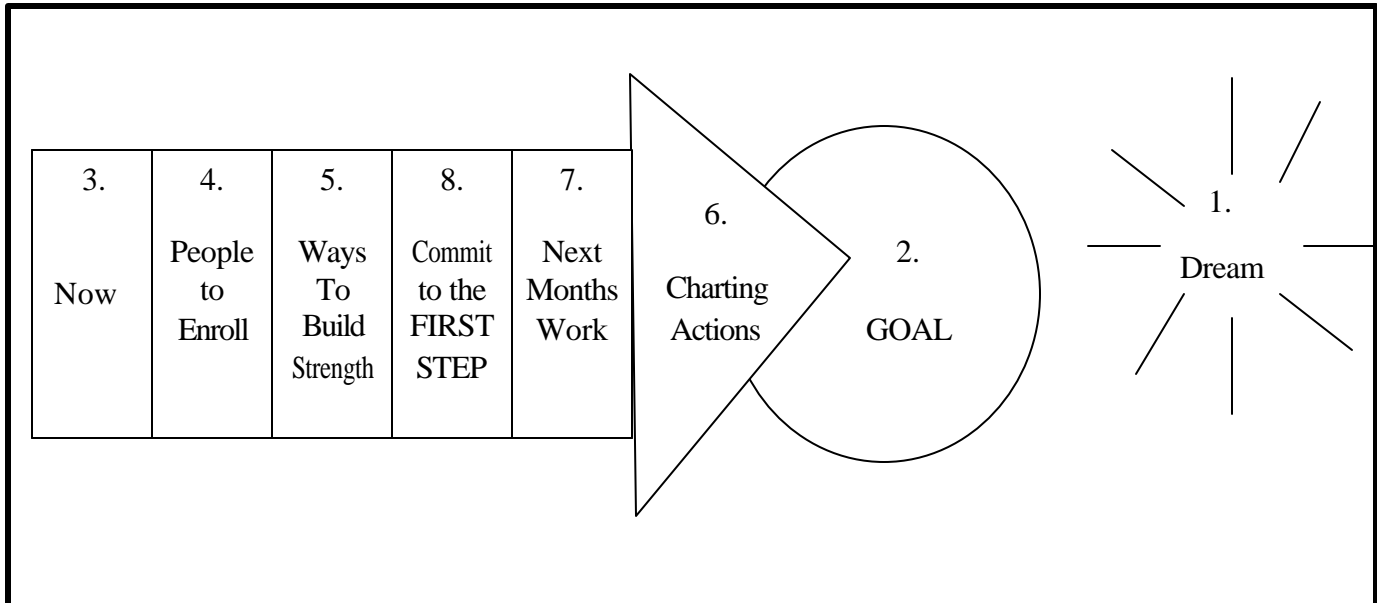 3.
Now
4.
People
to
Enroll
5.
Ways
To
Build
Strength
8.
Commit
to the
FIRST
STEP
7.
Next
Months
Work
6.
Charting
Actions
2.
GOAL
1.
Dream